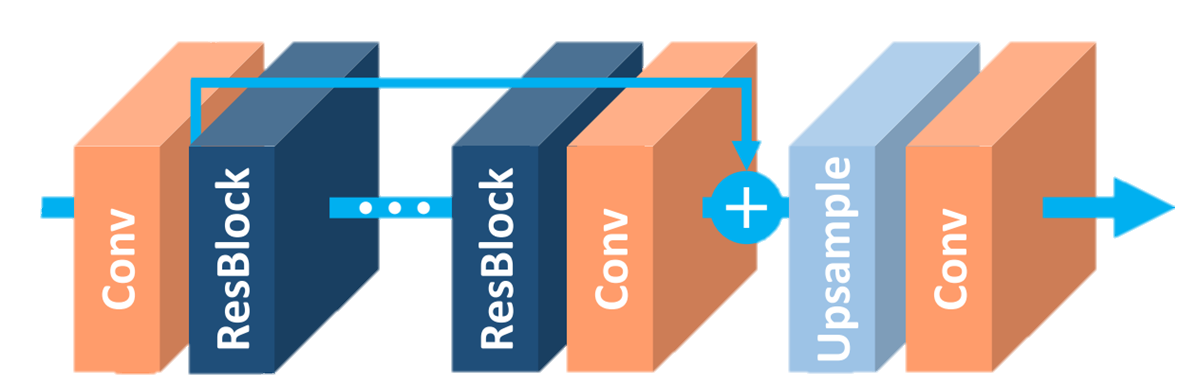 Conv
ResBlock
ResBlock
Conv
Upsample
Conv